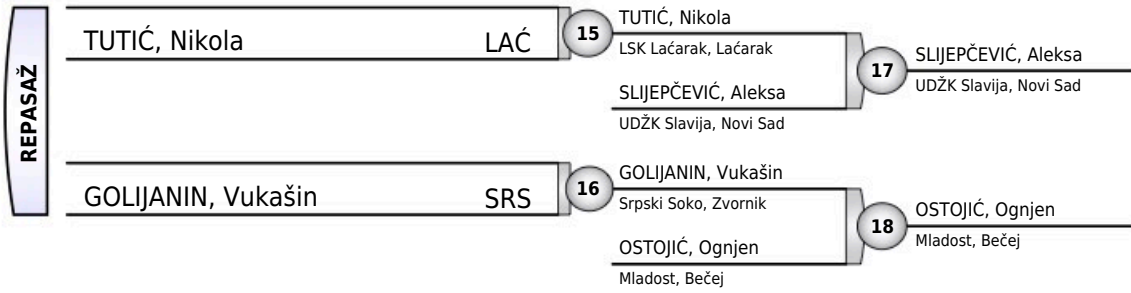 REPASAŽ
TUTIĆ, Nikola LAĆ
15
TUTIĆ, Nikola
LSK Laćarak, Laćarak
SLIJEPČEVIĆ, Aleksa
UDŽK Slavija, Novi Sad
17
SLIJEPČEVIĆ, Aleksa
UDŽK Slavija, Novi Sad
GOLIJANIN, Vukašin SRS
16
GOLIJANIN, Vukašin
Srpski Soko, Zvornik
OSTOJIĆ, Ognjen
Mladost, Bečej
18
OSTOJIĆ, Ognjen
Mladost, Bečej